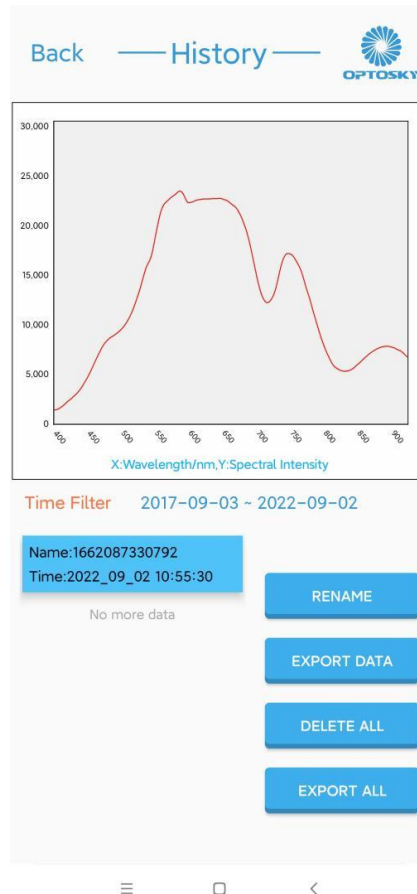 Back
History
OPTOSKY
30,000
25,000
20,000
15,000
10,000
5,000
0
400 450 500 550 600 650 700 750 800 850 900
X:Wavelength/nm,Y:Spectral Intensity
Time Filter 2017-09-03 ~ 2022-09-02
Name:1662087330792
Time:2022_09_02 10:55:30
No more data
RENAME
EXPORT DATA
DELETE ALL
EXPORT ALL